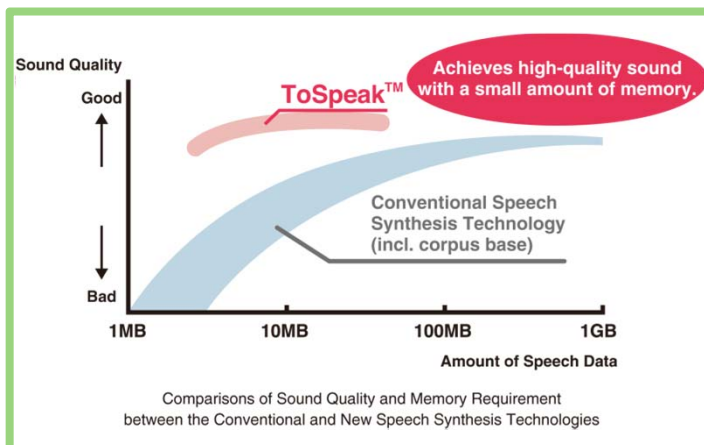 Sound Quality
Good
Bad
ToSpeak™
Achieves high-quality sound
with a small amount of memory.
Conventional Speech
Synthesis Technology
(incl. corpus base)
1MB
10MB
100MB
1GB
Amount of Speech Data
Comparisons of Sound Quality and Memory Requirement
between the Conventional and New Speech Synthesis Technologies